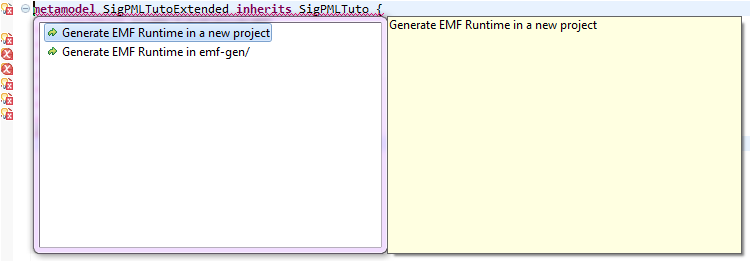 metamodel SigPMLTutoExtended inherits SigPMLTuto {
Generate EMF Runtime in a new project
Generate EMF Runtime in emf-gen/
Generate EMF Runtime in a new project